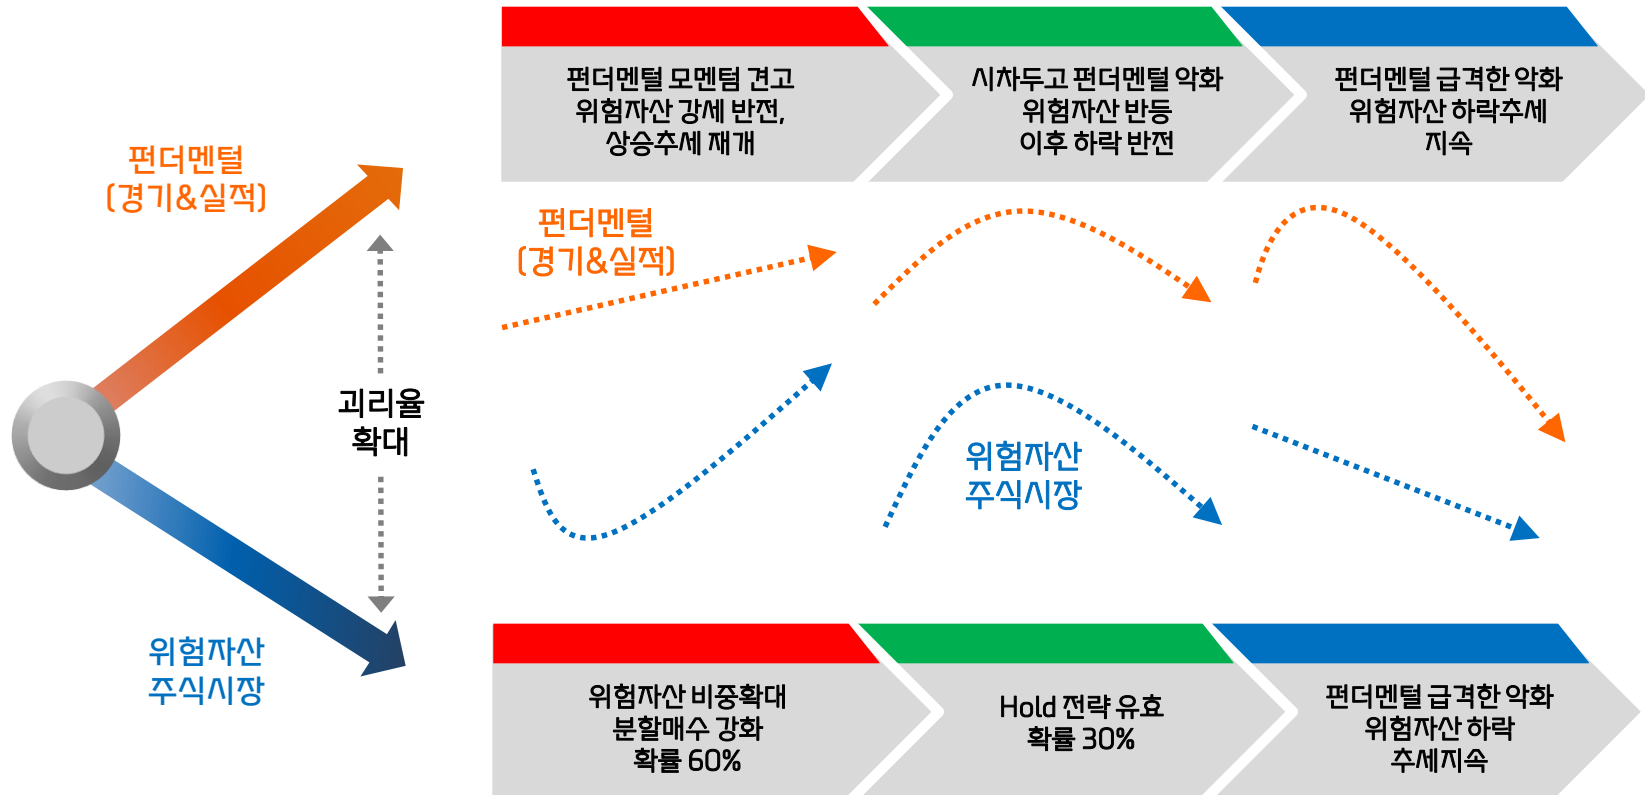 펀더멘털
(경기&실적)
괴리율
확대
위험자산
주식시장
펀더멘털 모멘텀 견고
위험자산 강세 반전,
상승추세 재개
시차두고 펀더멘털 악화
위험자산 반등
이후 하락 반전
펀더멘털 급격한 악화
위험자산 하락추세
지속
펀더멘털
(경기&실적)
위험자산
주식시장
위험자산 비중확대
분할매수 강화
확률 60%
Hold 전략 유효
확률 30%
펀더멘털 급격한 악화
위험자산 하락
추세지속